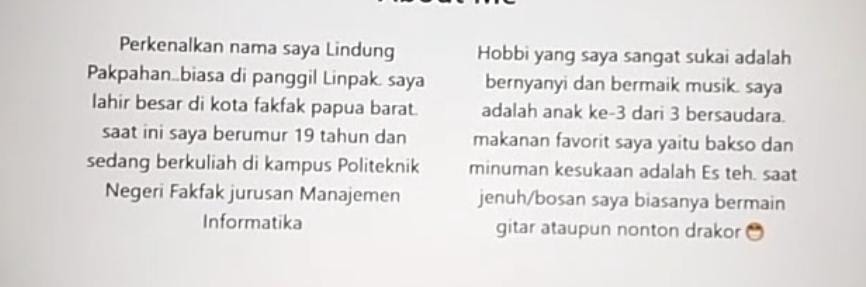 About Me
Perkenalkan nama saya Lindung
Pakpahan..biasa di panggil Linpak. saya
lahir besar di kota fakfak papua barat.
saat ini saya berumur 19 tahun dan
sedang berkuliah di kampus Politeknik
Negeri Fakfak jurusan Manajemen
Informatika
Hobbi yang saya sangat sukai adalah
bernyanyi dan bermaik musik. saya
adalah anak ke-3 dari 3 bersaudara.
makanan favorit saya yaitu bakso dan
minuman kesukaan adalah Es teh. saat
jenuh/bosan saya biasanya bermain
gitar ataupun nonton drakor😁